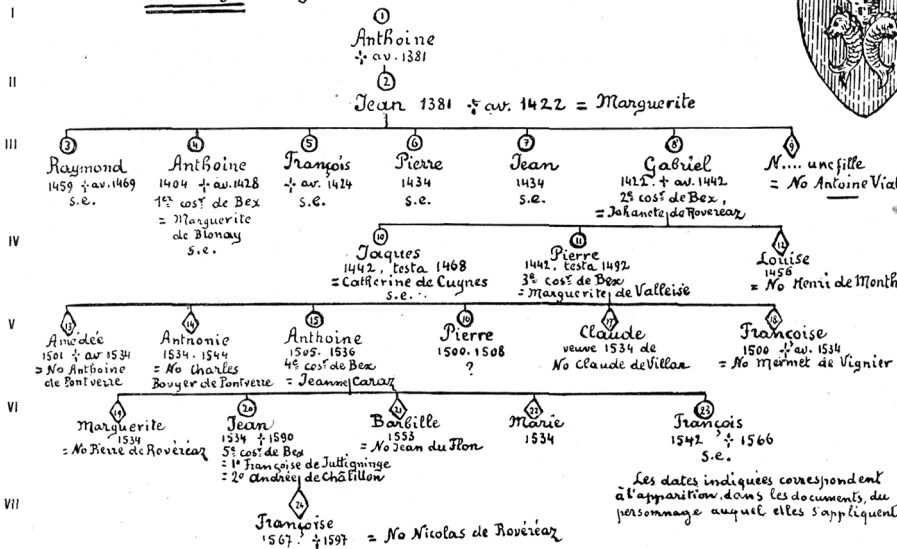 I
1
Anthoine
‡ av. 1381
II
2
Jean 1381 ‡ av. 1422 = Marguerite
III
3
Raymond
1459 ‡ av. 1469
s.e.
4
Anthoine
1404 ‡ av. 1428
1er cosr de Bex
= Marguerite
de Blonay
s.e.
5
François
‡ av. 1424
s.e.
6
Pierre
1434
s.e.
7
Jean
1434
s.e.
8
Gabriel
1422. ‡ av. 1442
2e cosr de Bex,
= Johanete de Rovereaz
9
N.... une fille
= No Antoine Vial
IV
10
Jaques
1442, testa 1468
= Catherine de Cuynes
s.e.
11
Pierre
1442, testa 1492
3e cosr de Bex
= Marguerite de Valleise
12
Louise
1456
= No Henri de Month
V
13
Amédée
1501 ‡ av 1534
= No Anthoine
de Pontverre
14
Antnonie
1534. 1544
= No Charles
Bouyer de Pontverre
15
Anthoine
1505. 1536
4e cosr de Bex
= Jeanne Caraz
16
Pierre
1500. 1508
?
17
Claude
veuve 1534 de
No Claude de Villar
18
Françoise
1500 ‡ av. 1534
= No Mermet de Vignier
VI
19
Marguerite
1534
= No Pierre de Rovéréaz
20
Jean
1534 ‡ 1590
5e cosr de Bex
= 1o Françoise de Juttigninge
= 2o andrée de Châtillon
21
Barbille
1553
= No Jean du Flon
22
Marie
1534
23
François
1542 ‡ 1566
s.e.
Les dates indiquées correspondent
à l'apparition, dans les documents, du
personnage auquel elles s'appliquent
VII
24
Françoise
1567. ‡ 1597 = No Nicolas de Rovéréaz